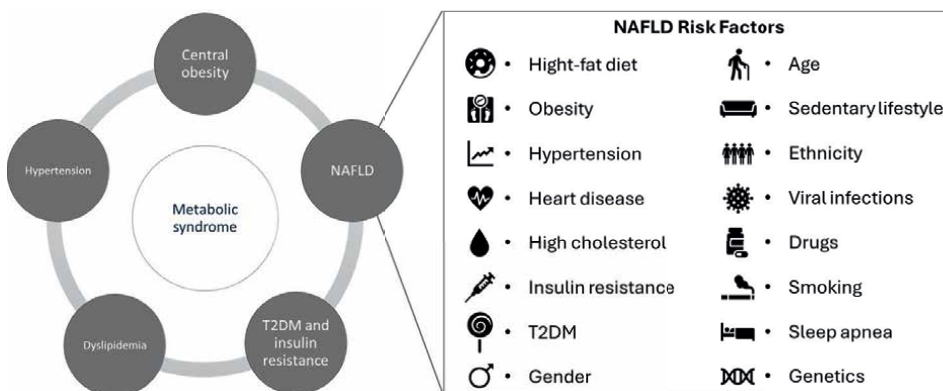 Central
obesity
Hypertension
NAFLD
Metabolic
syndrome
Dyslipidemia
T2DM and
insulin
resistance
NAFLD Risk Factors
• Hight-fat diet
• Obesity
• Hypertension
• Heart disease
• High cholesterol
• Insulin resistance
• T2DM
• Gender
• Age
• Sedentary lifestyle
• Ethnicity
• Viral infections
• Drugs
• Smoking
• Sleep apnea
• Genetics